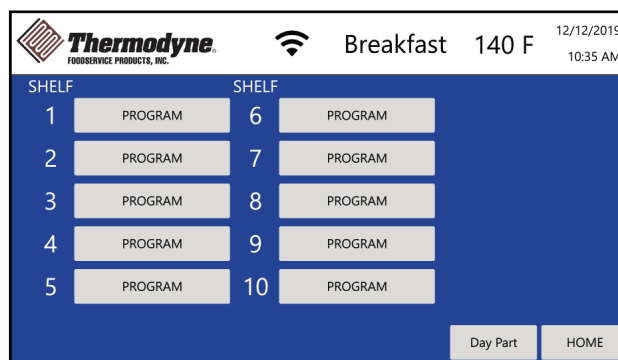 Thermodyne
FOODSERVICE PRODUCTS, INC.
Breakfast 140 F
12/12/2019
10:35 AM
SHELF SHELF
1 PROGRAM 6 PROGRAM
2 PROGRAM 7 PROGRAM
3 PROGRAM 8 PROGRAM
4 PROGRAM 9 PROGRAM
5 PROGRAM 10 PROGRAM
Day Part HOME